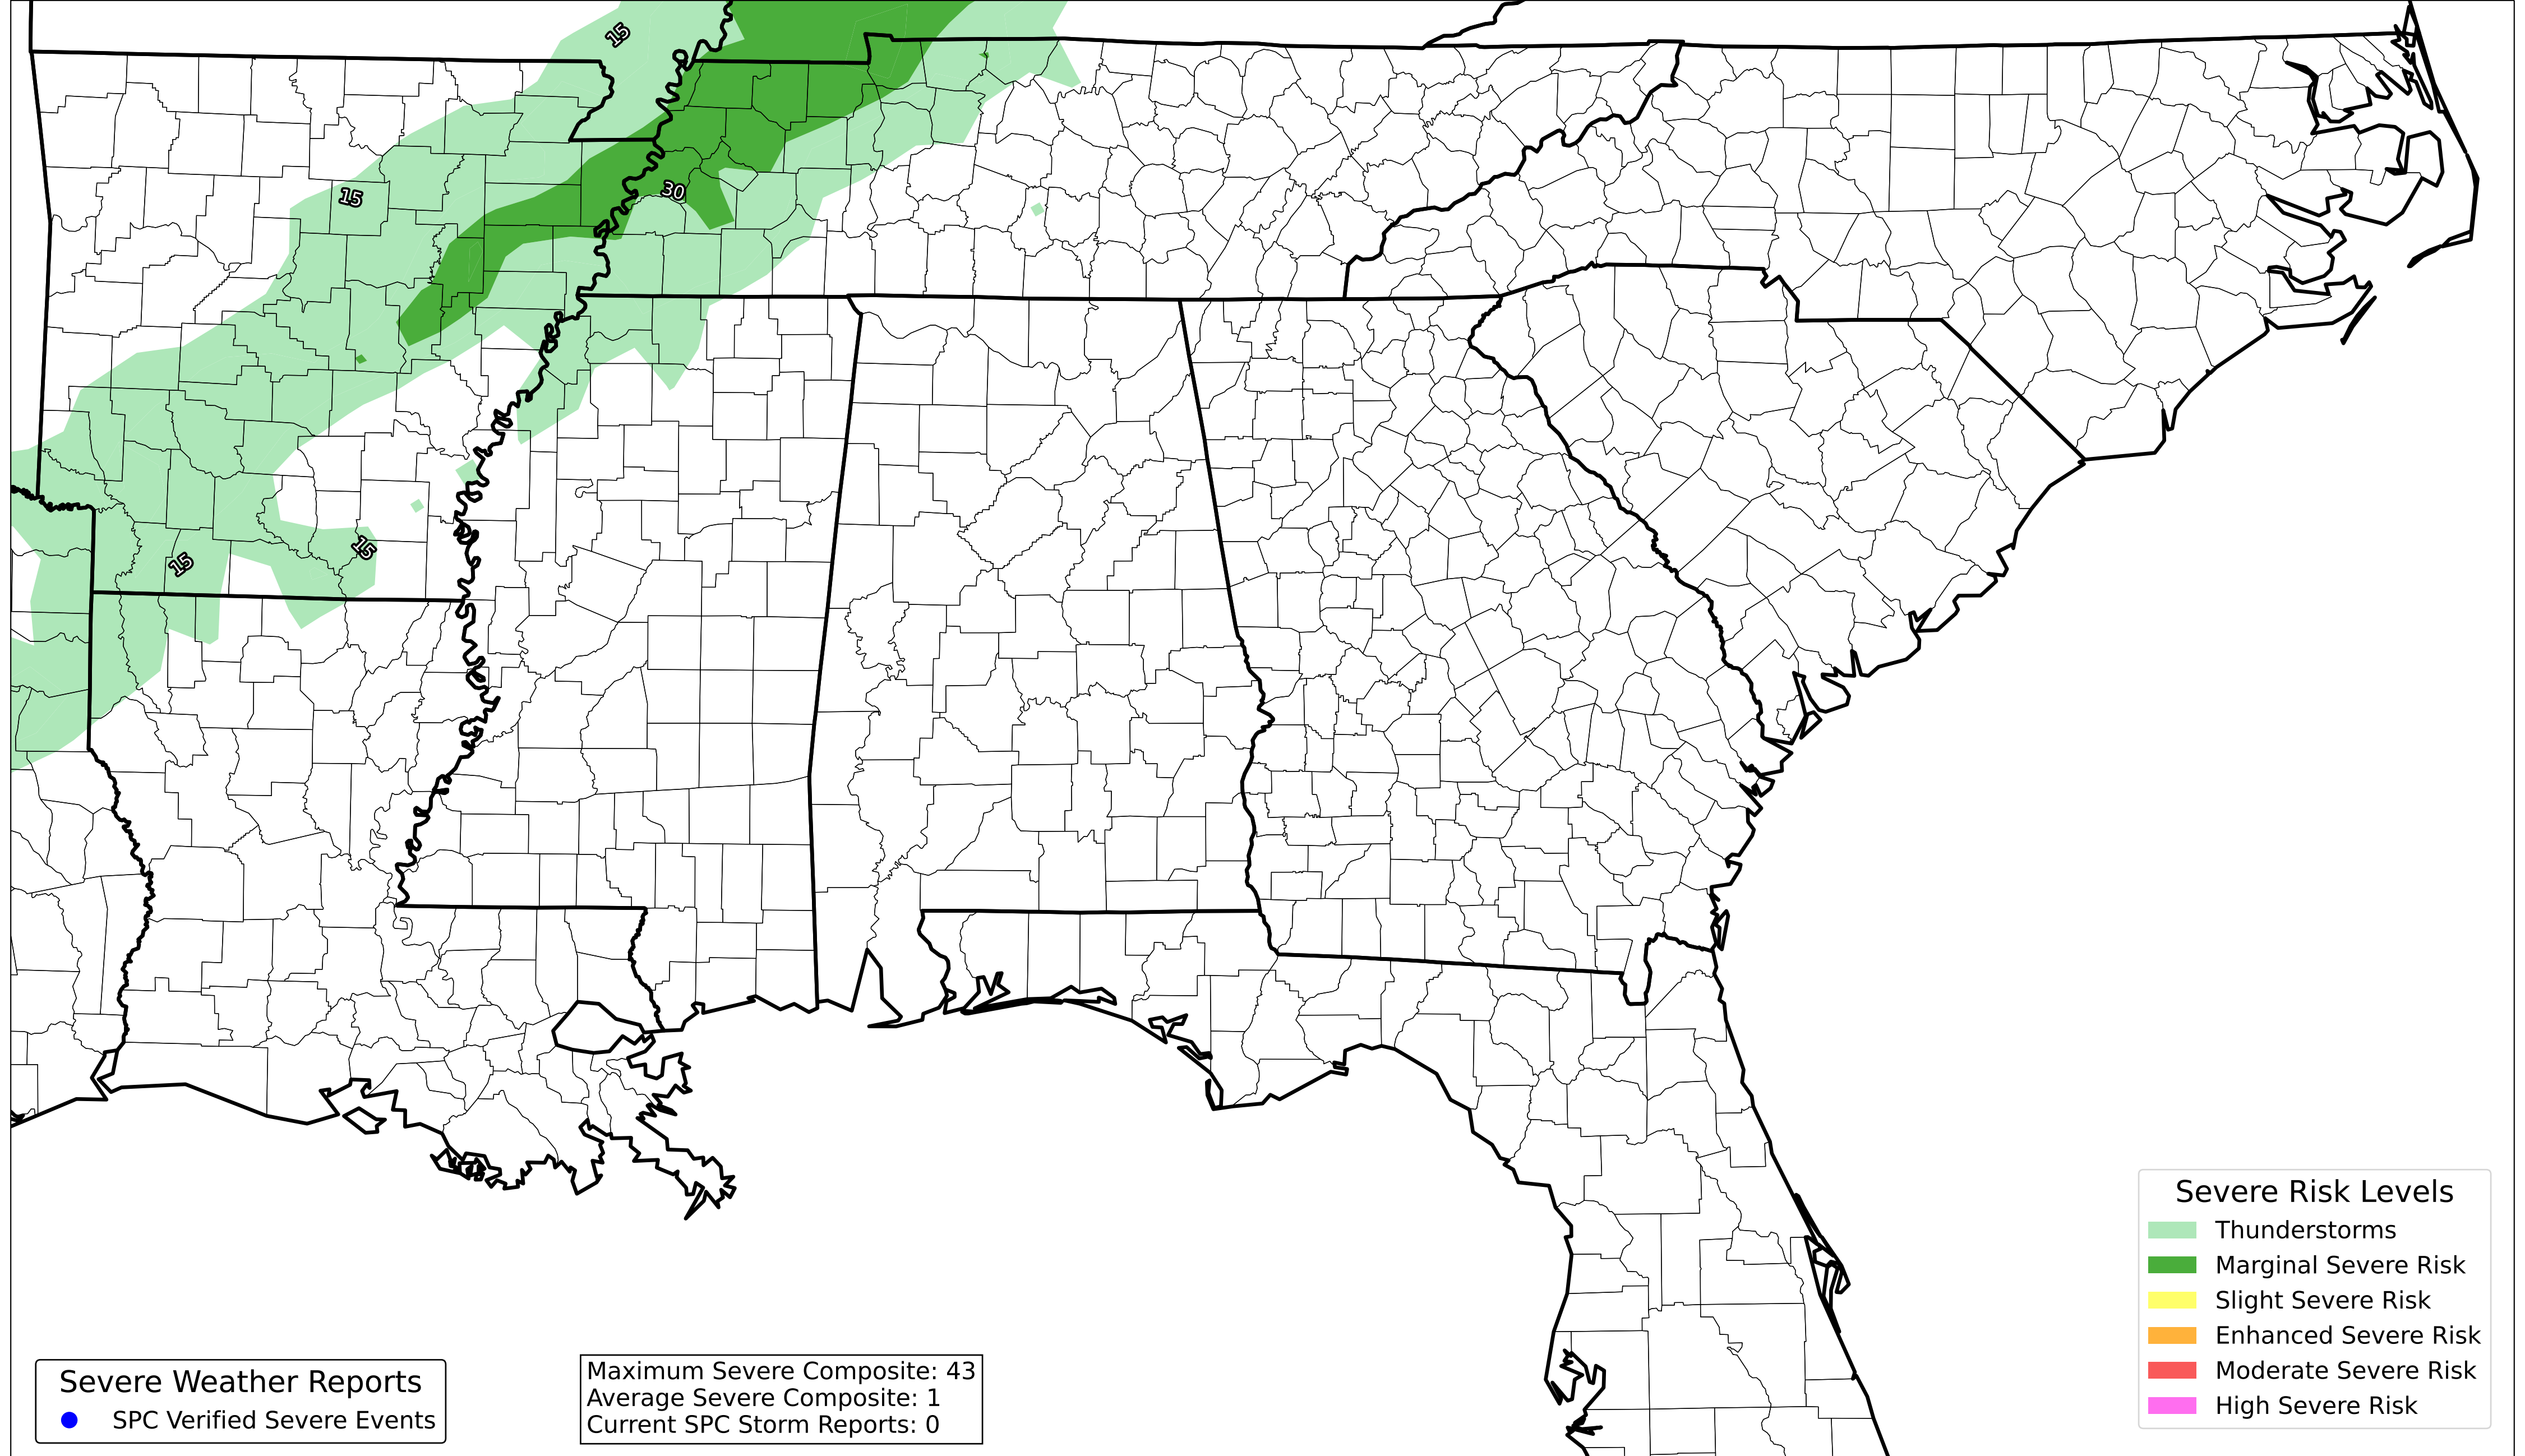 15
15
30
15
15
Severe Risk Levels
Thunderstorms
Marginal Severe Risk
Slight Severe Risk
Enhanced Severe Risk
Moderate Severe Risk
High Severe Risk
Severe Weather Reports
SPC Verified Severe Events
Maximum Severe Composite: 43
Average Severe Composite: 1
Current SPC Storm Reports: 0